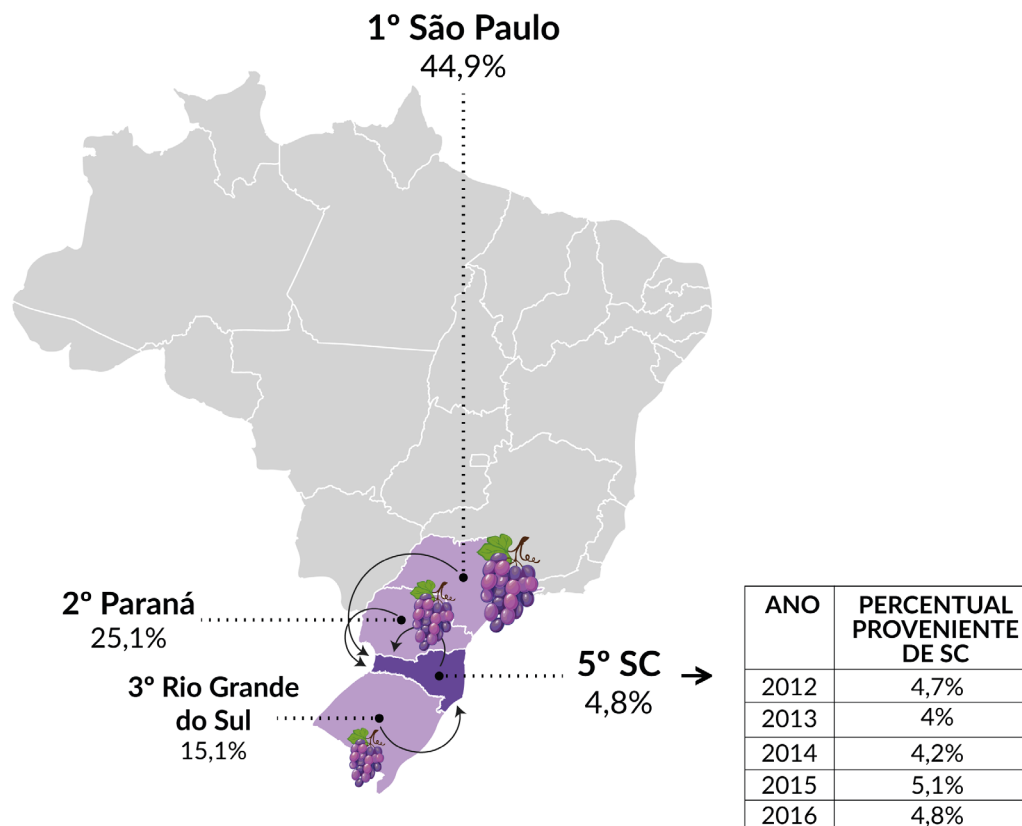 1º São Paulo
44,9%
2º Paraná
25,1%
3º Rio Grande
do Sul
15,1%
5º SC
4,8%
ANO PERCENTUAL
PROVENIENTE
DE SC
2012 4,7%
2013 4%
2014 4,2%
2015 5,1%
2016 4,8%